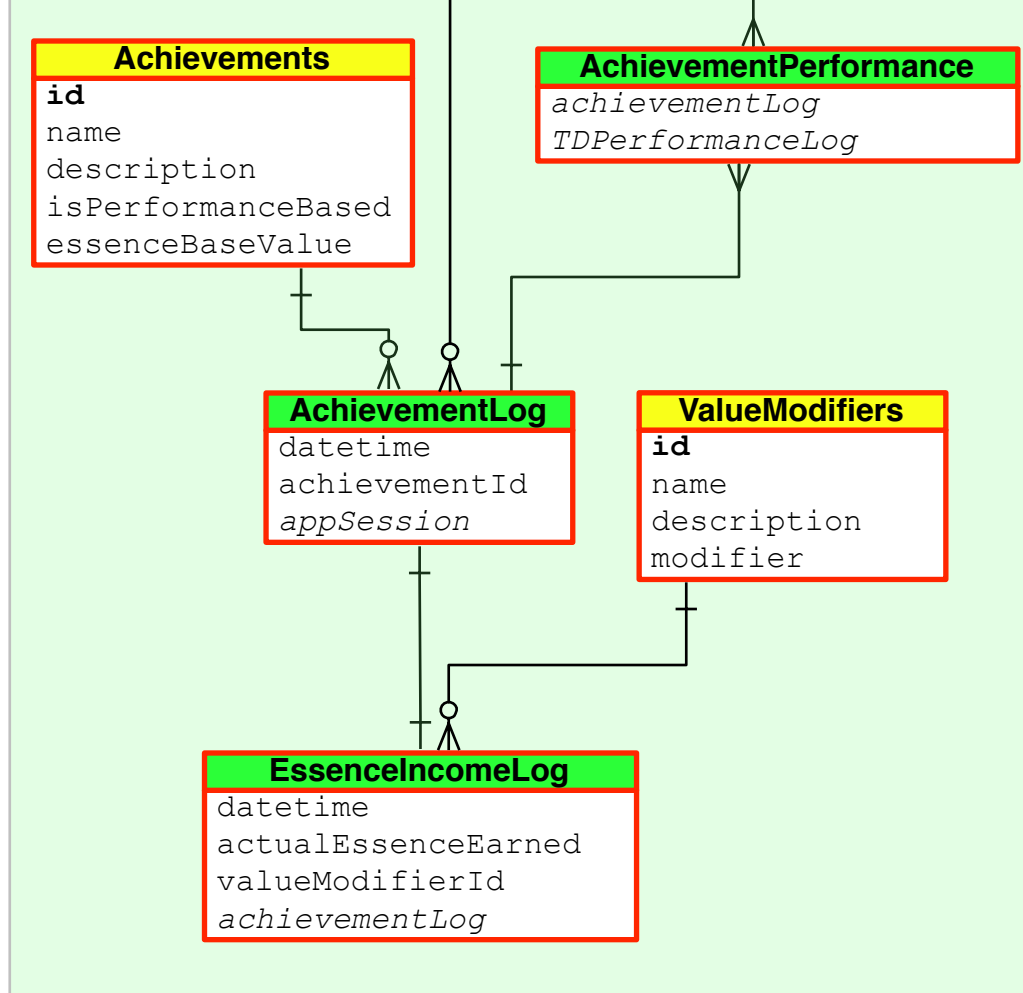 Achievements
id
name
description
isPerformanceBased
essenceBaseValue
AchievementPerformance
achievementLog
TDPerformanceLog
AchievementLog
datetime
achievementId
appSession
ValueModifiers
id
name
description
modifier
EssenceIncomeLog
datetime
actualEssenceEarned
valueModifierId
achievementLog